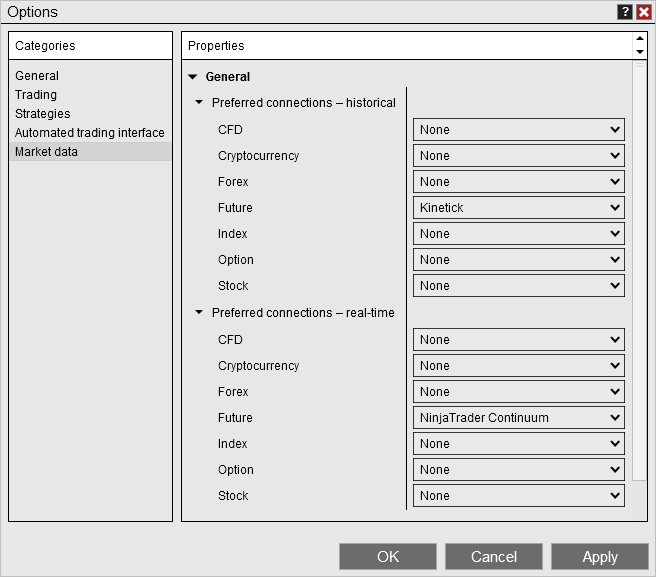 Options
?
Categories
General
Trading
Strategies
Automated trading interface
Market data
Properties
General
Preferred connections – historical
CFD None
Cryptocurrency None
Forex None
Future Kinetick
Index None
Option None
Stock None
Preferred connections – real-time
CFD None
Cryptocurrency None
Forex None
Future NinjaTrader Continuum
Index None
Option None
Stock None
OK Cancel Apply